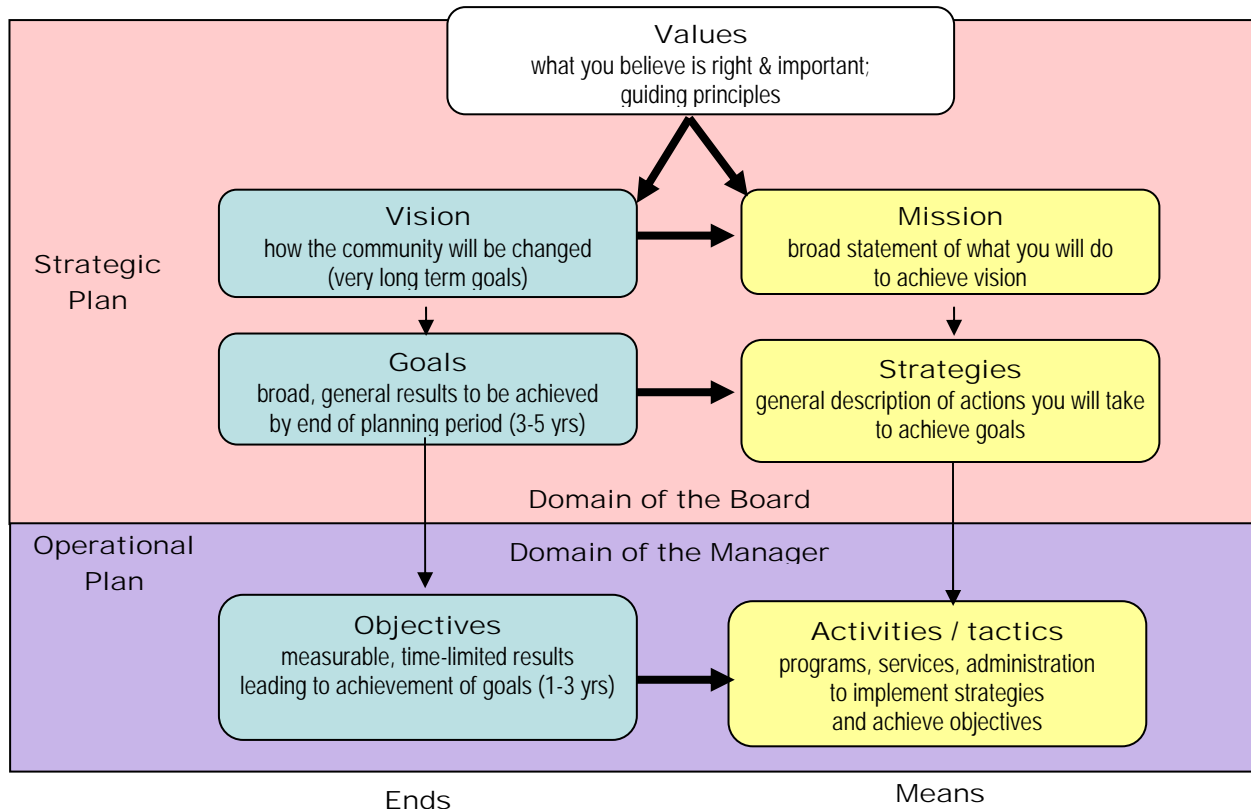 Values
what you believe is right & important;
guiding principles
Vision
how the community will be changed
(very long term goals)
Mission
broad statement of what you will do
to achieve vision
Strategic
Plan
Goals
broad, general results to be achieved
by end of planning period (3-5 yrs)
Strategies
general description of actions you will take
to achieve goals
Domain of the Board
Operational
Plan
Domain of the Manager
Objectives
measurable, time-limited results
leading to achievement of goals (1-3 yrs)
Activities / tactics
programs, services, administration
to implement strategies
and achieve objectives
Ends
Means